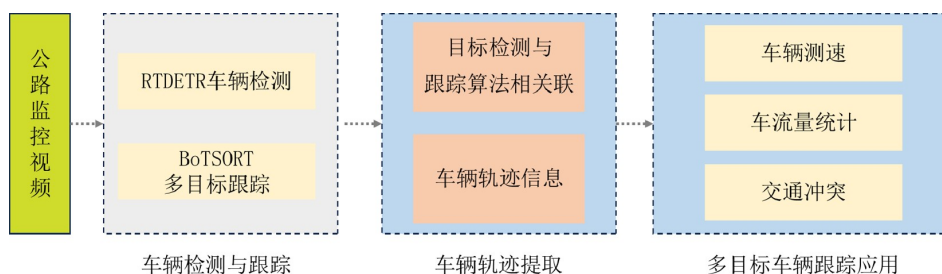 公路监控视频
RTDETR车辆检测
BoTSORT
多目标跟踪
车辆检测与跟踪
目标检测与
跟踪算法相关联
车辆轨迹信息
车辆轨迹提取
车辆测速
车流量统计
交通冲突
多目标车辆跟踪应用